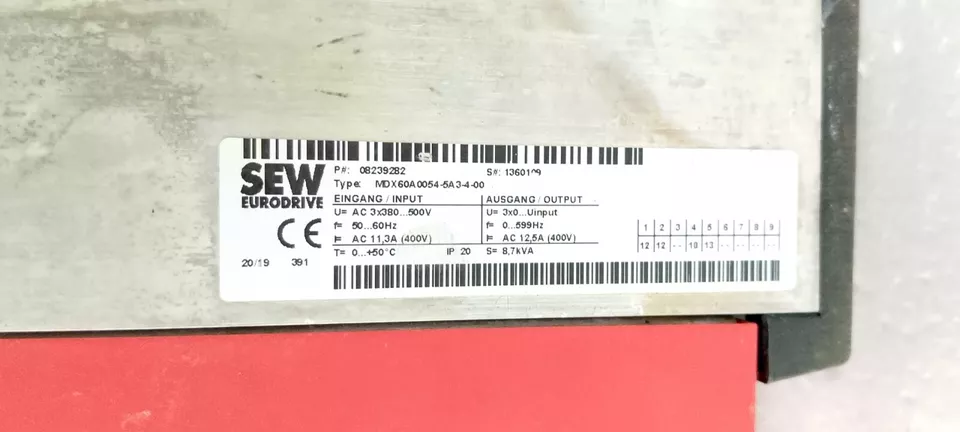 SEW
EURODRIVE
P#: 08239282
Type: MDX60A0054-5A3-4-00
EINGANG / INPUT
U= AC 3x380...500V
f= 50...60Hz
I= AC 11,3A (400V)
T= 0...+50°C
IP 20
S#:
AUSGANG / OUTPUT
U= 3x0...Uinput
f= 0...599Hz
I= AC 12,5A (400V)
S= 8,7kVA
CE
20/19 391
1 2 3 4 5 6 7 8 9
12 12 -- 10 13 -- -- -- --